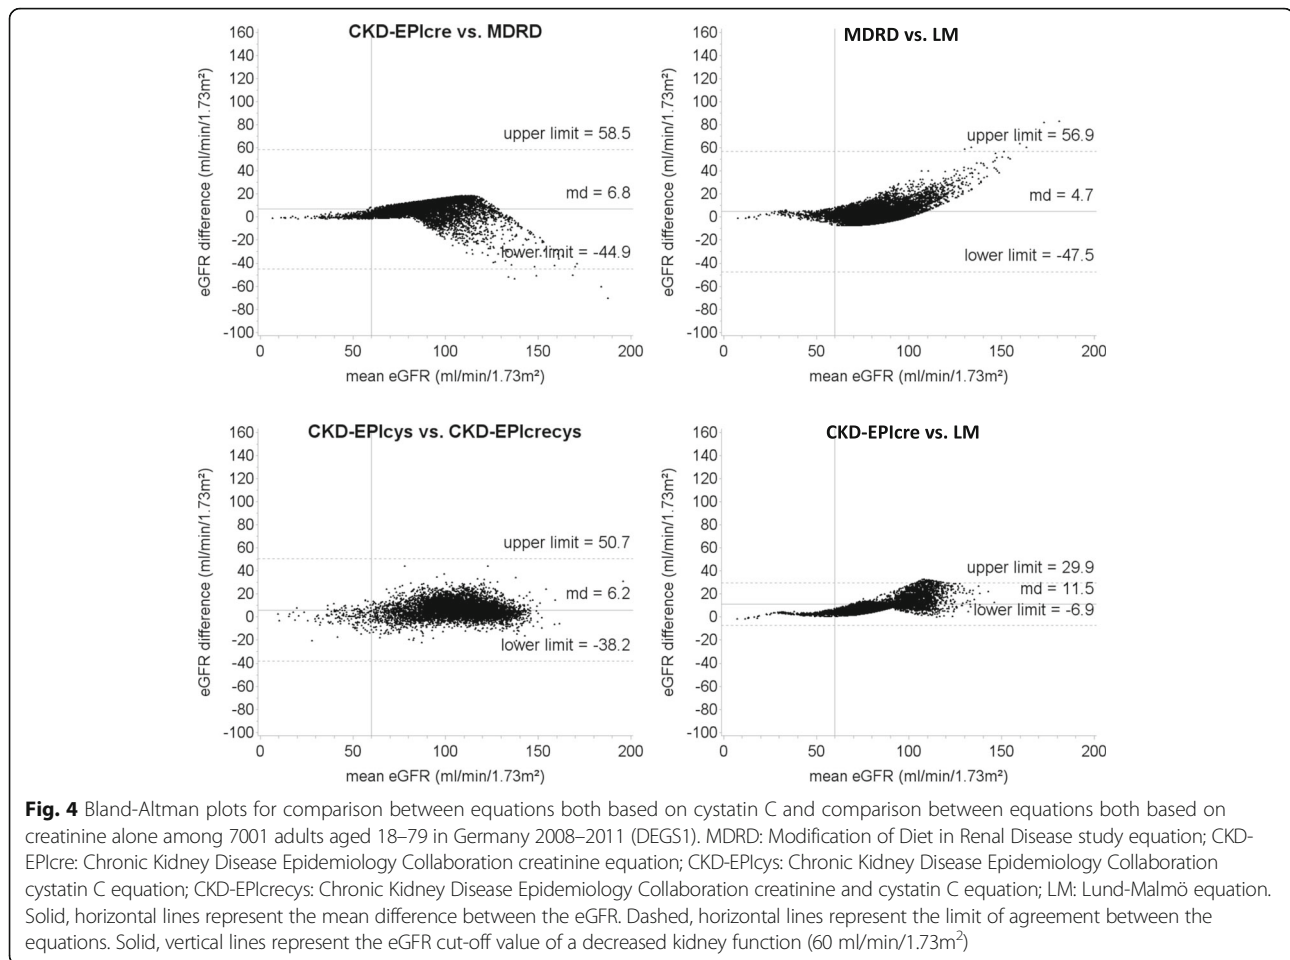 CKD-EPIcre vs. MDRD
160
140
120
100
80
60
40
20
0
-20
-40
-60
-80
-100
eGFR difference (ml/min/1.73m²)
upper limit = 58.5
md = 6.8
lower limit = -44.9
0 50 100 150 200
mean eGFR (ml/min/1.73m²)
MDRD vs. LM
160
140
120
100
80
60
40
20
0
-20
-40
-60
-80
-100
eGFR difference (ml/min/1.73m²)
upper limit = 56.9
md = 4.7
lower limit = -47.5
0 50 100 150 200
mean eGFR (ml/min/1.73m²)
CKD-EPIcys vs. CKD-EPIcrecys
160
140
120
100
80
60
40
20
0
-20
-40
-60
-80
-100
eGFR difference (ml/min/1.73m²)
upper limit = 50.7
md = 6.2
lower limit = -38.2
0 50 100 150 200
mean eGFR (ml/min/1.73m²)
CKD-EPIcre vs. LM
160
140
120
100
80
60
40
20
0
-20
-40
-60
-80
-100
eGFR difference (ml/min/1.73m²)
upper limit = 29.9
md = 11.5
lower limit = -6.9
0 50 100 150 200
mean eGFR (ml/min/1.73m²)
Fig. 4 Bland-Altman plots for comparison between equations both based on cystatin C and comparison between equations both based on
creatinine alone among 7001 adults aged 18–79 in Germany 2008–2011 (DEGS1). MDRD: Modification of Diet in Renal Disease study equation; CKD-
EPIcre: Chronic Kidney Disease Epidemiology Collaboration creatinine equation; CKD-EPIcys: Chronic Kidney Disease Epidemiology Collaboration
cystatin C equation; CKD-EPIcrecys: Chronic Kidney Disease Epidemiology Collaboration creatinine and cystatin C equation; LM: Lund-Malmö equation.
Solid, horizontal lines represent the mean difference between the eGFR. Dashed, horizontal lines represent the limit of agreement between the
equations. Solid, vertical lines represent the eGFR cut-off value of a decreased kidney function (60 ml/min/1.73m²)